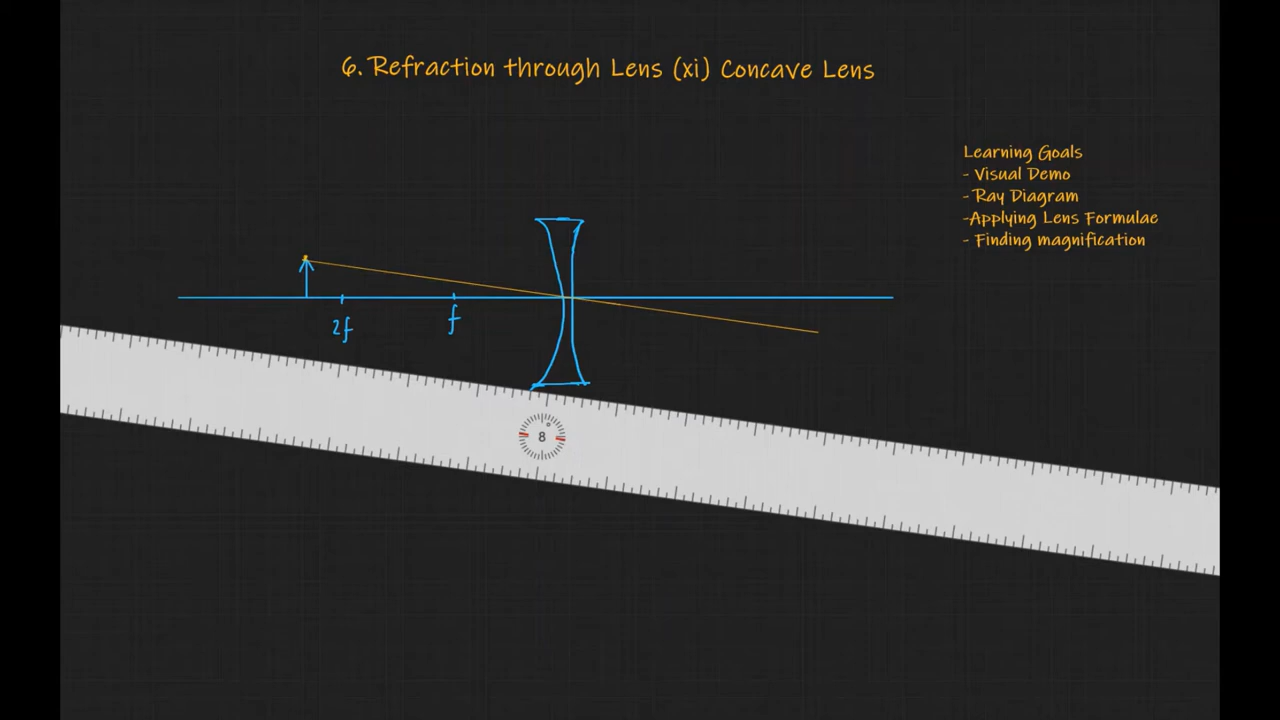 6. Refraction through Lens (xi) Concave Lens
Learning Goals
- Visual Demo
- Ray Diagram
-Applying Lens Formulae
- Finding magnification
2f
f
8°